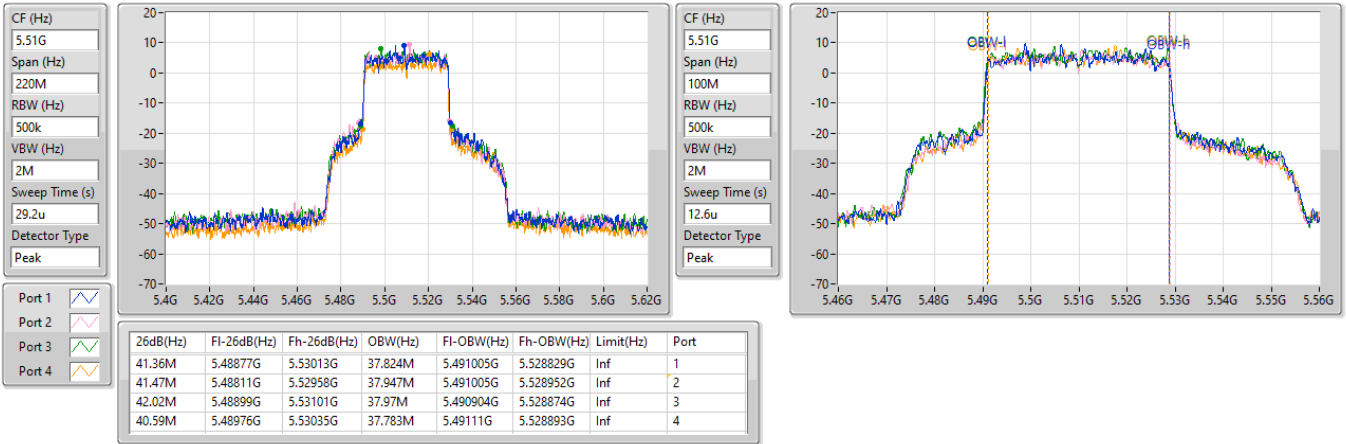 CF (Hz)
5.51G
Span (Hz)
220M
RBW (Hz)
500k
VBW (Hz)
2M
Sweep Time (s)
29.2u
Detector Type
Peak
Port 1
Port 2
Port 3
Port 4
20
10
0
-10
-20
-30
-40
-50
-60
-70
5.4G 5.42G 5.44G 5.46G 5.48G 5.5G 5.52G 5.54G 5.56G 5.58G 5.6G 5.62G
CF (Hz)
5.51G
Span (Hz)
100M
RBW (Hz)
500k
VBW (Hz)
2M
Sweep Time (s)
12.6u
Detector Type
Peak
20
10
0
-10
-20
-30
-40
-50
-60
-70
OBW-l OBW-h
5.46G 5.47G 5.48G 5.49G 5.5G 5.51G 5.52G 5.53G 5.54G 5.55G 5.56G
26dB(Hz) Fl-26dB(Hz) Fh-26dB(Hz) OBW(Hz) Fl-OBW(Hz) Fh-OBW(Hz) Limit(Hz) Port
41.36M 5.48877G 5.53013G 37.824M 5.491005G 5.528829G Inf 1
41.47M 5.48811G 5.52958G 37.947M 5.491005G 5.528952G Inf 2
42.02M 5.48899G 5.53101G 37.97M 5.490904G 5.528874G Inf 3
40.59M 5.48976G 5.53035G 37.783M 5.49111G 5.528893G Inf 4